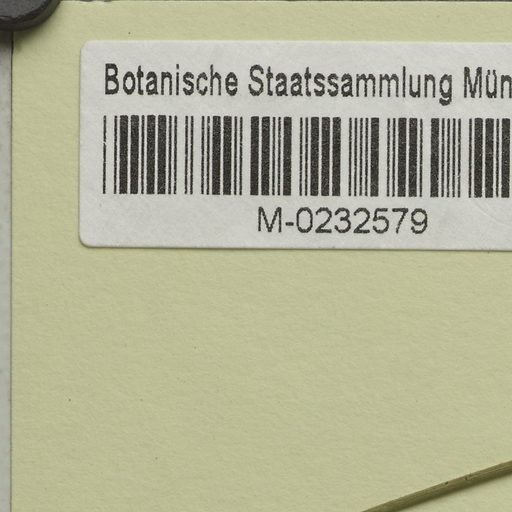 Botanische Staatssammlung Mün
M-0232579